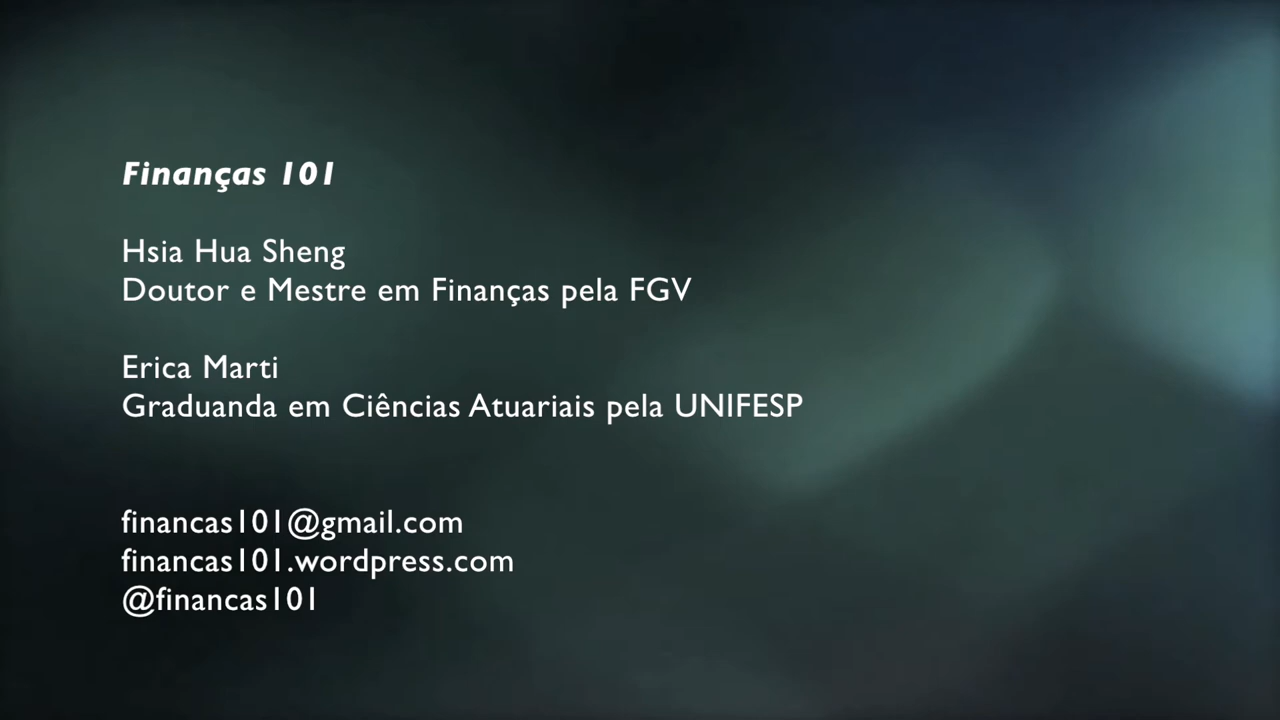 Finanças 101
Hsia Hua Sheng
Doutor e Mestre em Finanças pela FGV
Erica Marti
Graduanda em Ciências Atuariais pela UNIFESP
financas101@gmail.com
financas101.wordpress.com
@financas101